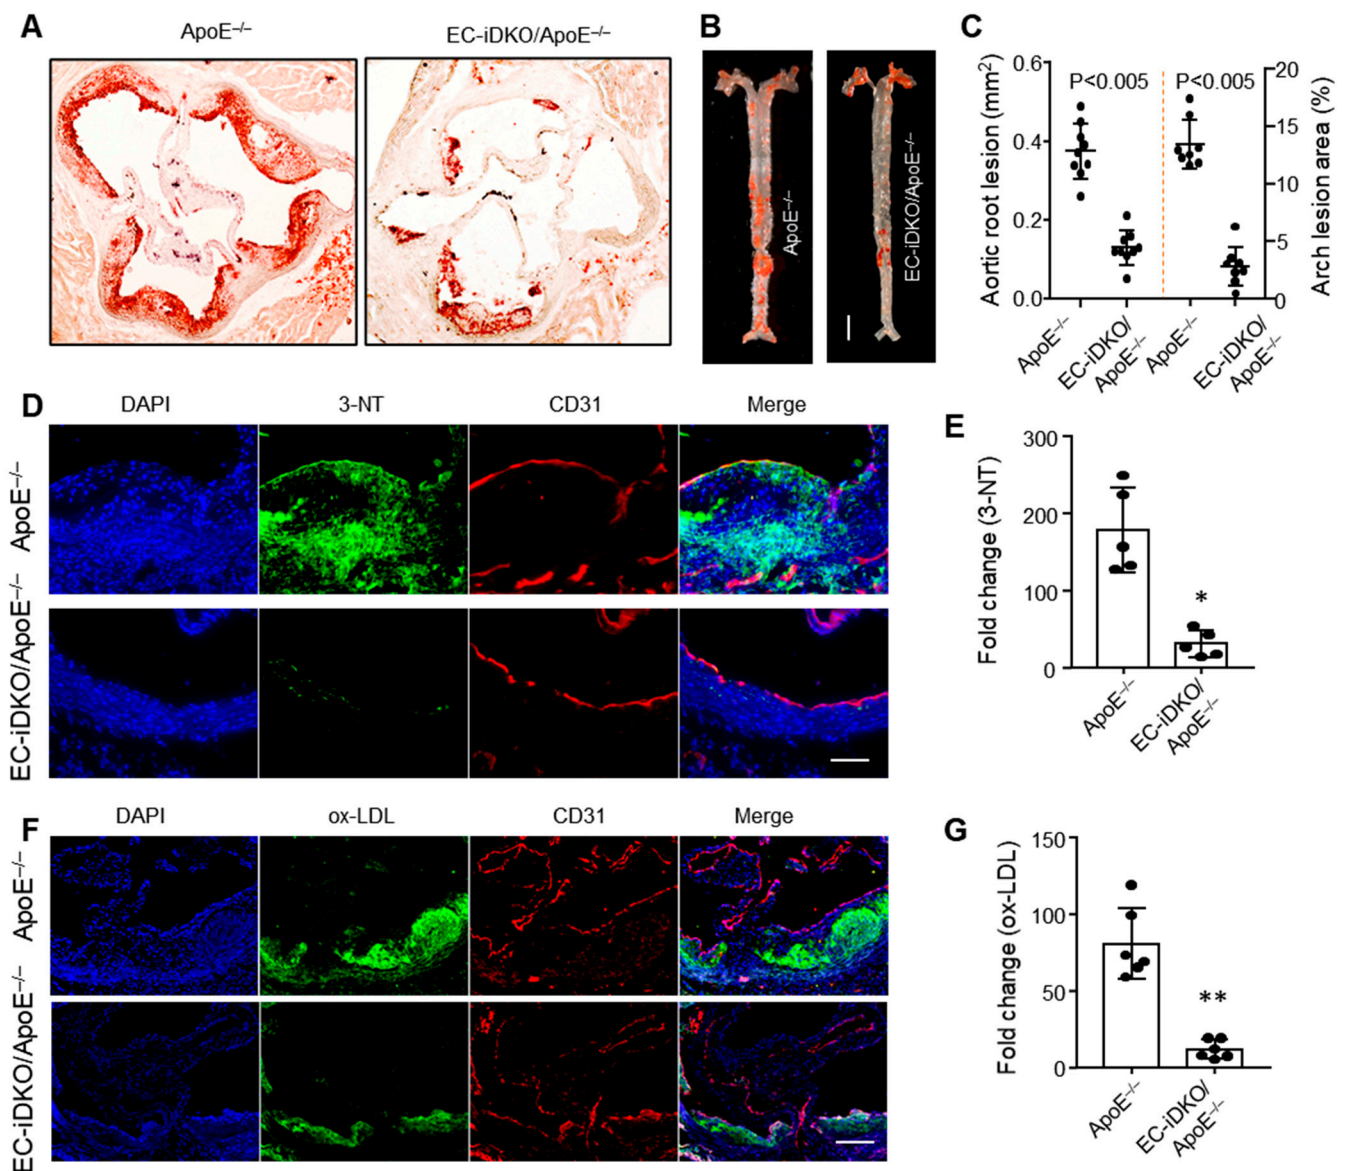 A
ApoE–/–
EC-iDKO/ApoE–/–
B
ApoE–/–
EC-iDKO/ApoE–/–
C
Aortic root lesion (mm2)
0.6
0.4
0.2
0.0
P<0.005
P<0.005
20
15
10
5
0
Arch lesion area (%)
ApoE–/–
EC-iDKO/
ApoE–/–
ApoE–/–
EC-iDKO/
ApoE–/–
D
DAPI
3-NT
CD31
Merge
ApoE–/–
EC-iDKO/ApoE–/–
E
Fold change (3-NT)
300
200
100
0
*
ApoE–/–
EC-iDKO/
ApoE–/–
F
DAPI
ox-LDL
CD31
Merge
ApoE–/–
EC-iDKO/ApoE–/–
G
Fold change (ox-LDL)
150
100
50
0
**
ApoE–/–
EC-iDKO/
ApoE–/–